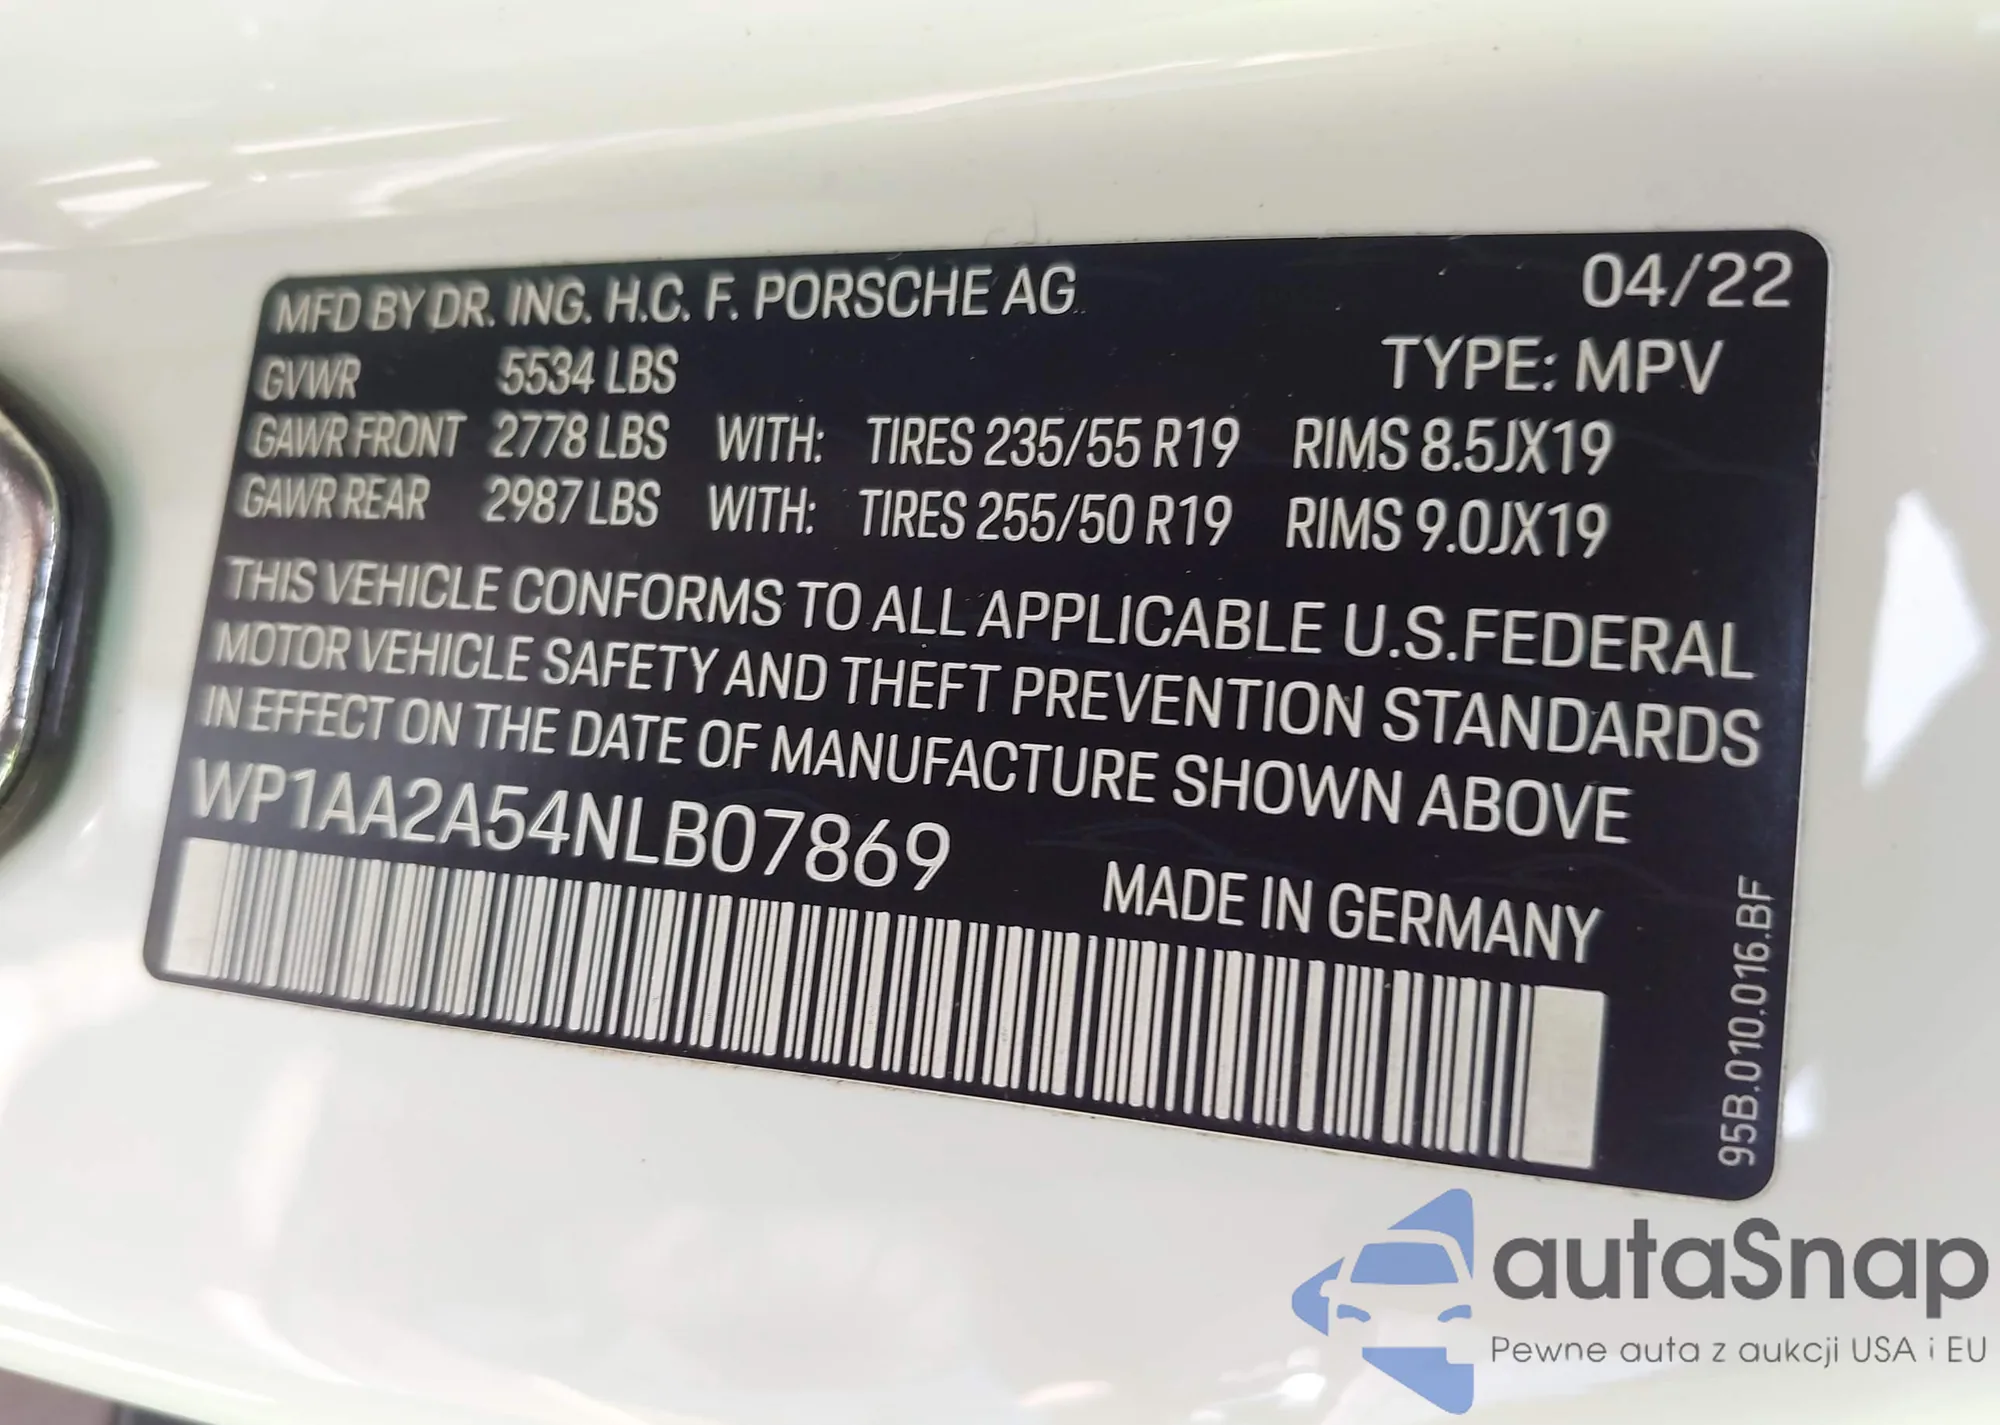 MFD BY DR. ING. H.C. F. PORSCHE AG 04/22
GVWR 5534 LBS TYPE: MPV
GAWR FRONT 2778 LBS WITH: TIRES 235/55 R19 RIMS 8.5JX19
GAWR REAR 2987 LBS WITH: TIRES 255/50 R19 RIMS 9.0JX19
THIS VEHICLE CONFORMS TO ALL APPLICABLE U.S.FEDERAL
MOTOR VEHICLE SAFETY AND THEFT PREVENTION STANDARDS
IN EFFECT ON THE DATE OF MANUFACTURE SHOWN ABOVE
WP1AA2A54NLB07869
MADE IN GERMANY
95B.010.016.BF
autaSnap
Pewne auta z aukcji USA i EU